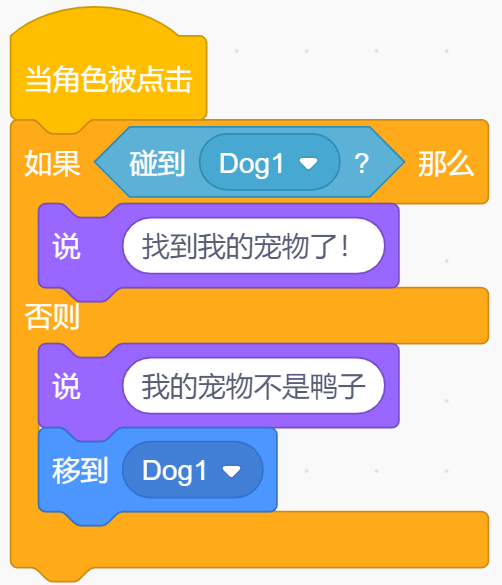 当角色被点击
如果 碰到 Dog1 ? 那么
说 找到我的宠物了!
否则
说 我的宠物不是鸭子
移到 Dog1